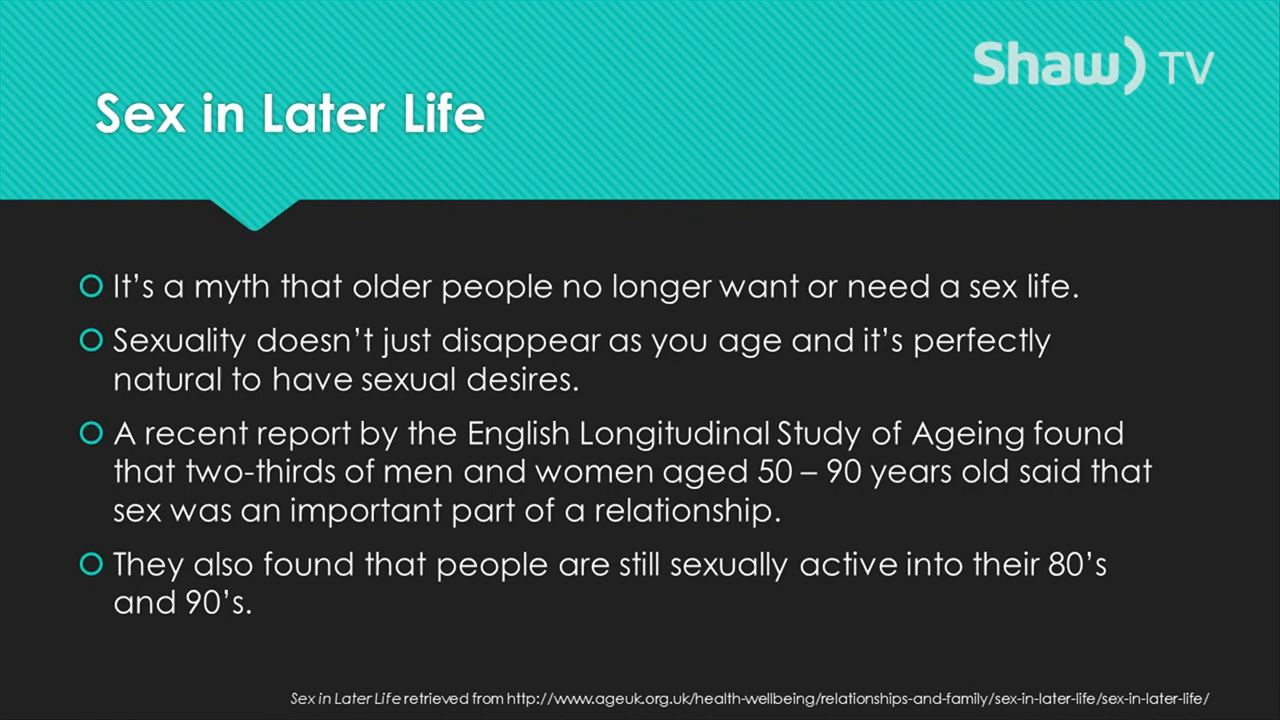 Shaw) TV
Sex in Later Life
It's a myth that older people no longer want or need a sex life.
Sexuality doesn't just disappear as you age and it's perfectly
natural to have sexual desires.
A recent report by the English Longitudinal Study of Ageing found
that two-thirds of men and women aged 50 – 90 years old said that
sex was an important part of a relationship.
They also found that people are still sexually active into their 80's
and 90's.
Sex in Later Life retrieved from http://www.ageuk.org.uk/health-wellbeing/relationships-and-family/sex-in-later-life/sex-in-later-life/